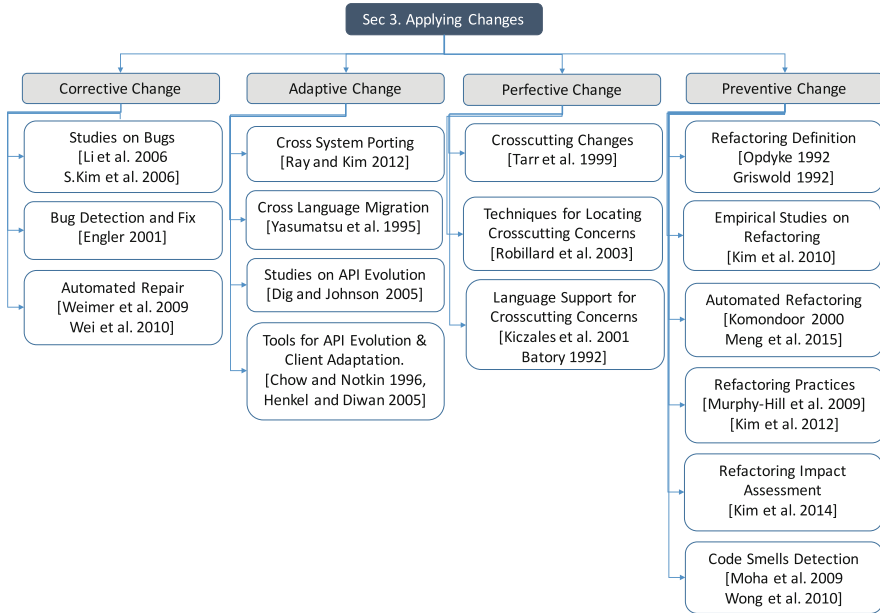 Sec 3. Applying Changes
Corrective Change
Studies on Bugs
[Li et al. 2006
S.Kim et al. 2006]
Bug Detection and Fix
[Engler 2001]
Automated Repair
[Weimer et al. 2009
Wei et al. 2010]
Adaptive Change
Cross System Porting
[Ray and Kim 2012]
Cross Language Migration
[Yasumatsu et al. 1995]
Studies on API Evolution
[Dig and Johnson 2005]
Tools for API Evolution &
Client Adaptation.
[Chow and Notkin 1996,
Henkel and Diwan 2005]
Perfective Change
Crosscutting Changes
[Tarr et al. 1999]
Techniques for Locating
Crosscutting Concerns
[Robillard et al. 2003]
Language Support for
Crosscutting Concerns
[Kiczales et al. 2001
Batory 1992]
Preventive Change
Refactoring Definition
[Opdyke 1992
Griswold 1992]
Empirical Studies on
Refactoring
[Kim et al. 2010]
Automated Refactoring
[Komondoor 2000
Meng et al. 2015]
Refactoring Practices
[Murphy-Hill et al. 2009]
[Kim et al. 2012]
Refactoring Impact
Assessment
[Kim et al. 2014]
Code Smells Detection
[Moha et al. 2009
Wong et al. 2010]